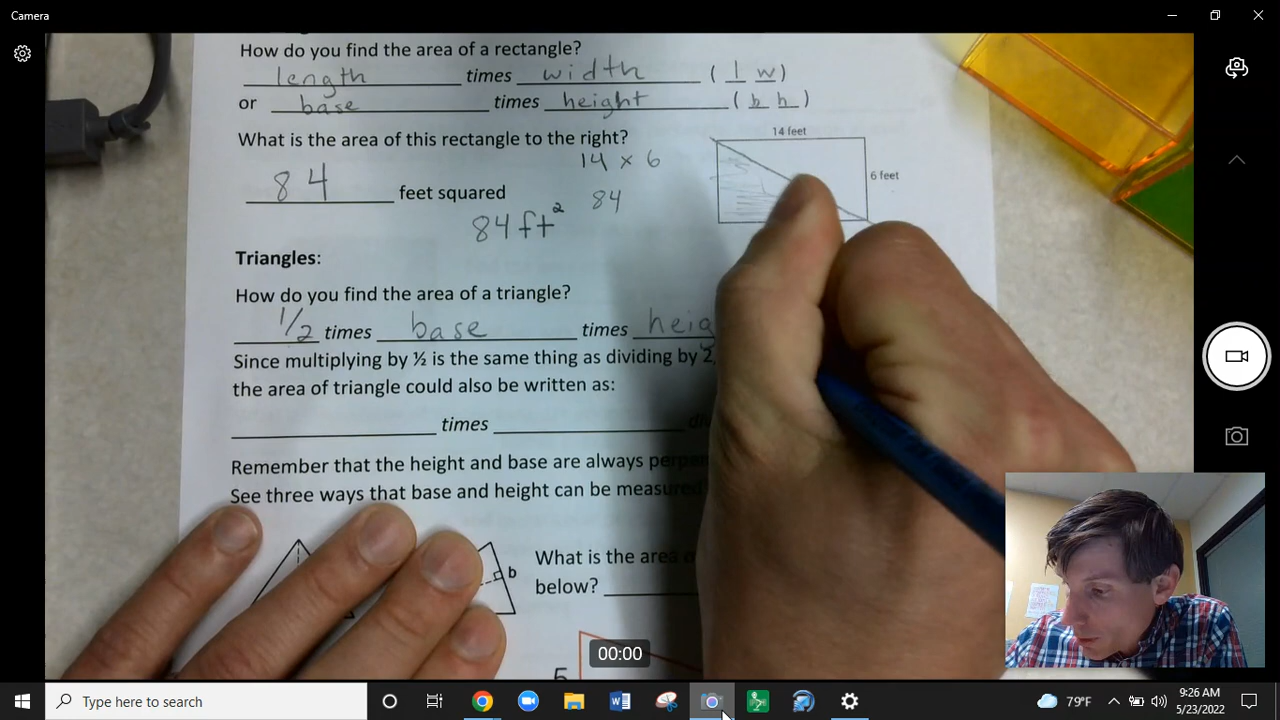 Camera
How do you find the area of a rectangle?
length times width ( l w )
or base times height ( b h )
What is the area of this rectangle to the right?
14 feet
14 x 6
6 feet
84 feet squared
84
84 ft²
Triangles:
How do you find the area of a triangle?
1/2 times base times heig
Since multiplying by ½ is the same thing as dividing by 2,
the area of triangle could also be written as:
times
Remember that the height and base are always
See three ways that base and height can be measured
b
What is the area
below?
5
00:00
Type here to search
79°F
9:26 AM
5/23/2022